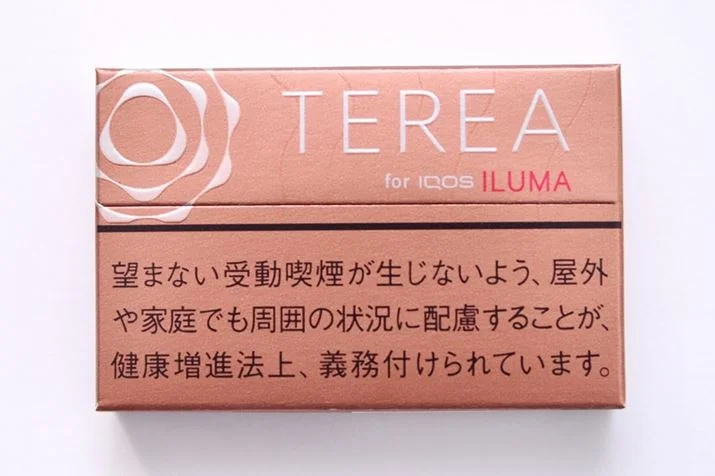 TEREA
for IQOS ILUMA
望まない受動喫煙が生じないよう、屋外
や家庭でも周囲の状況に配慮することが、
健康増進法上、義務付けられています。